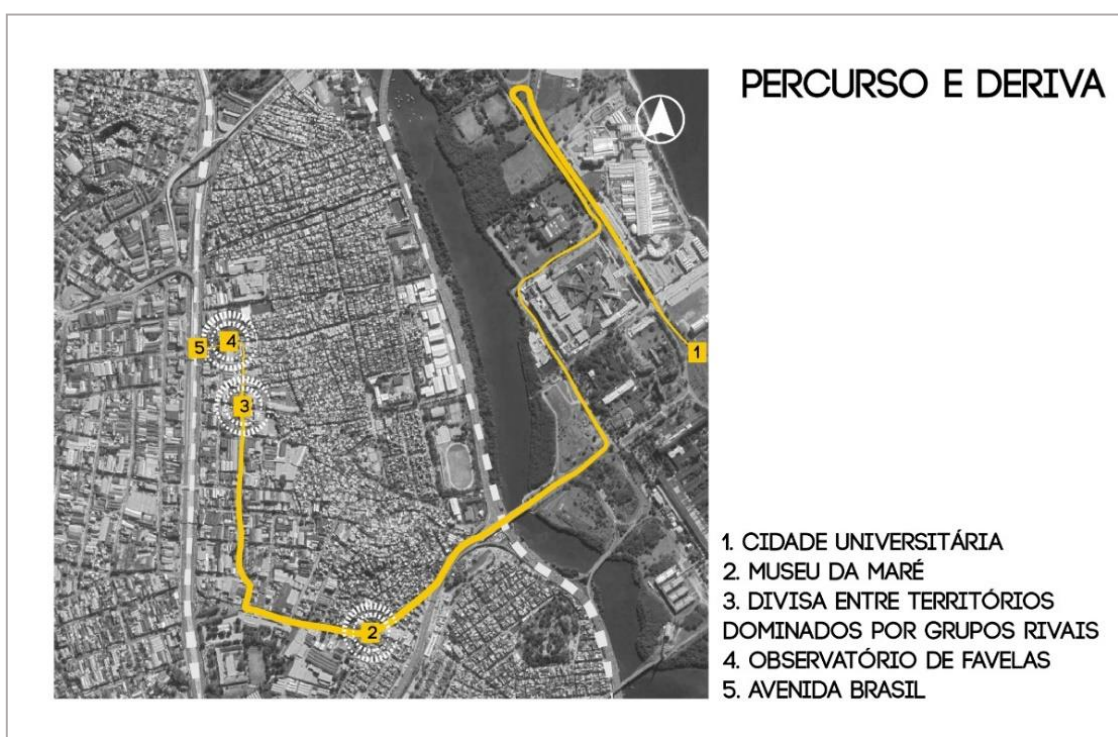 PERCURSO E DERIVA
4
5
3
1
2
1. CIDADE UNIVERSITÁRIA
2. MUSEU DA MARÉ
3. DIVISA ENTRE TERRITÓRIOS
DOMINADOS POR GRUPOS RIVAIS
4. OBSERVATÓRIO DE FAVELAS
5. AVENIDA BRASIL